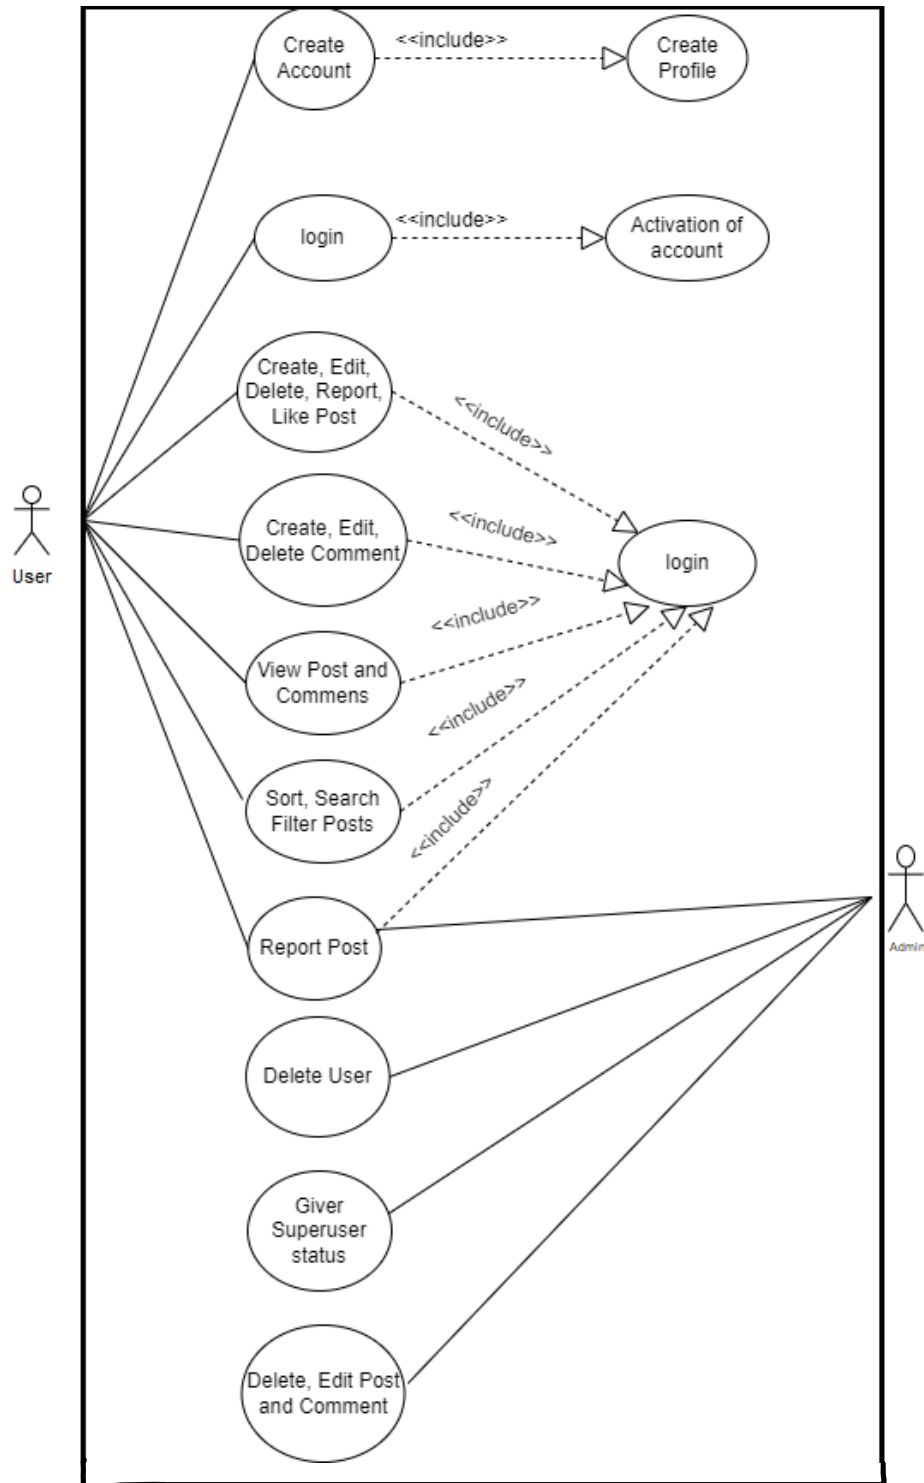 Create
Account
<<include>>
Create
Profile
login
<<include>>
Activation of
account
Create, Edit,
Delete, Report,
Like Post
<<include>>
Create, Edit,
Delete Comment
<<include>>
login
User
View Post and
Commens
<<include>>
Sort, Search
Filter Posts
<<include>>
Report Post
<<include>>
Admin
Delete User
Giver
Superuser
status
Delete, Edit Post
and Comment